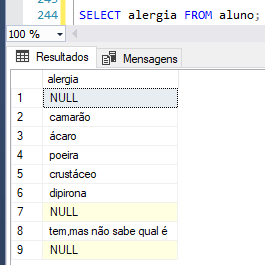 244 SELECT alergia FROM aluno;
100 %
Resultados Mensagens
alergia
1 NULL
2 camarão
3 ácaro
4 poeira
5 crustáceo
6 dipirona
7 NULL
8 tem,mas não sabe qual é
9 NULL